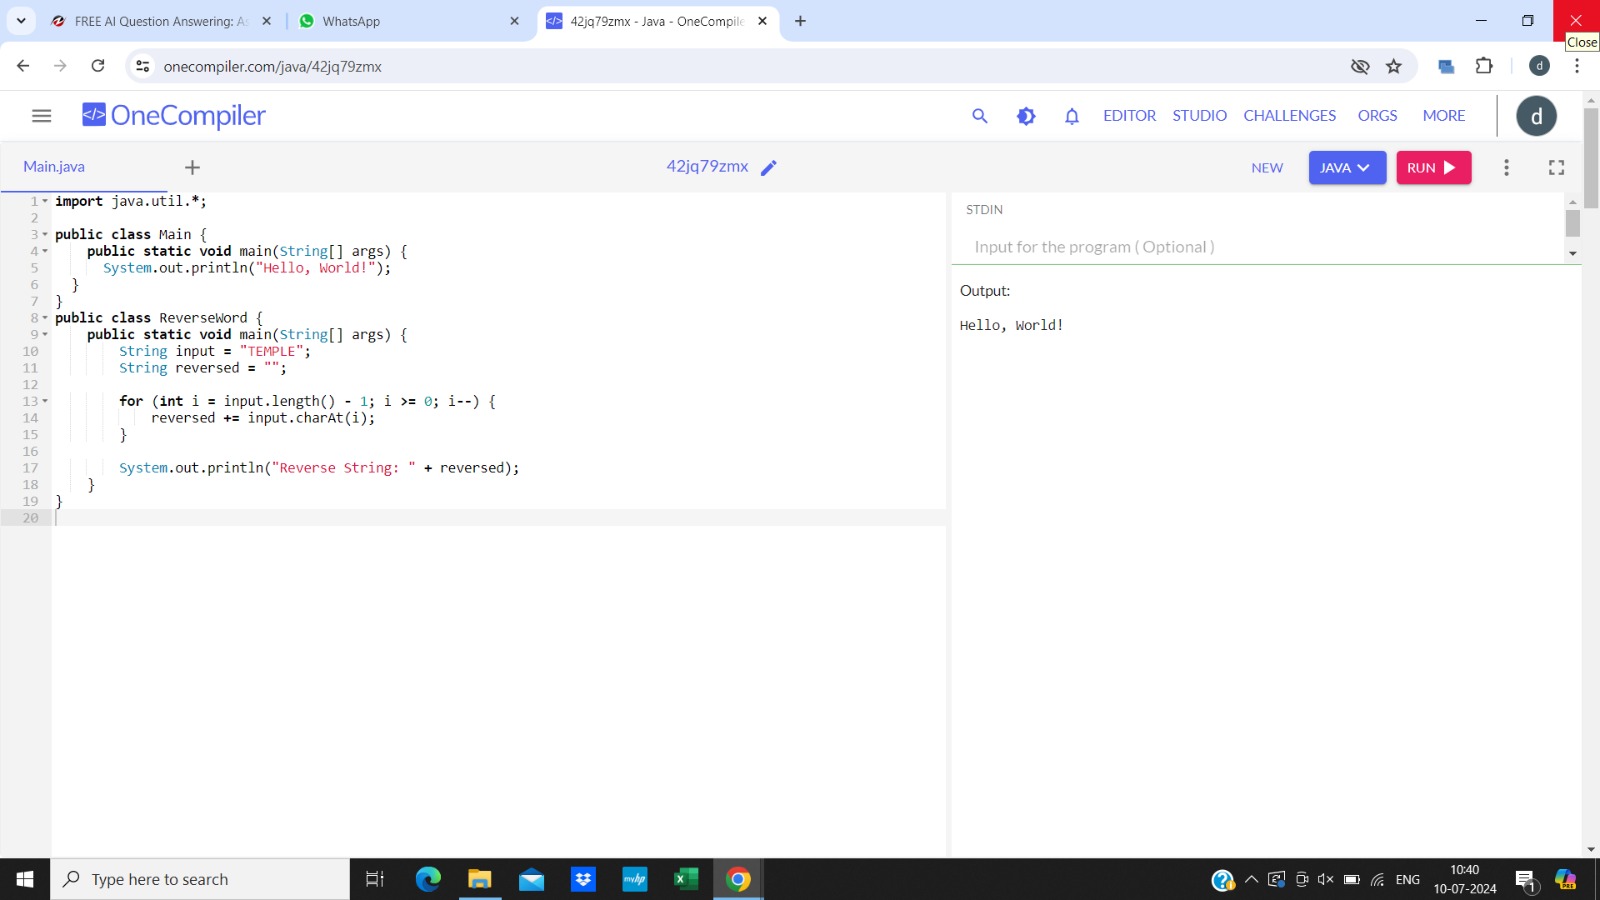 FREE AI Question Answering: As
WhatsApp
42jq79zmx - Java - OneCompile
Close
onecompiler.com/java/42jq79zmx
d
</> OneCompiler
EDITOR STUDIO CHALLENGES ORGS MORE
d
Main.java
42jq79zmx
NEW
JAVA
RUN
1 import java.util.*;
2
3 public class Main {
4 public static void main(String[] args) {
5 System.out.println("Hello, World!");
6 }
7 }
8 public class ReverseWord {
9 public static void main(String[] args) {
10 String input = "TEMPLE";
11 String reversed = "";
12
13 for (int i = input.length() - 1; i >= 0; i--) {
14 reversed += input.charAt(i);
15 }
16
17 System.out.println("Reverse String: " + reversed);
18 }
19 }
20
STDIN
Input for the program ( Optional )
Output:
Hello, World!
Type here to search
myhp
ENG
10:40
10-07-2024
1
PRE